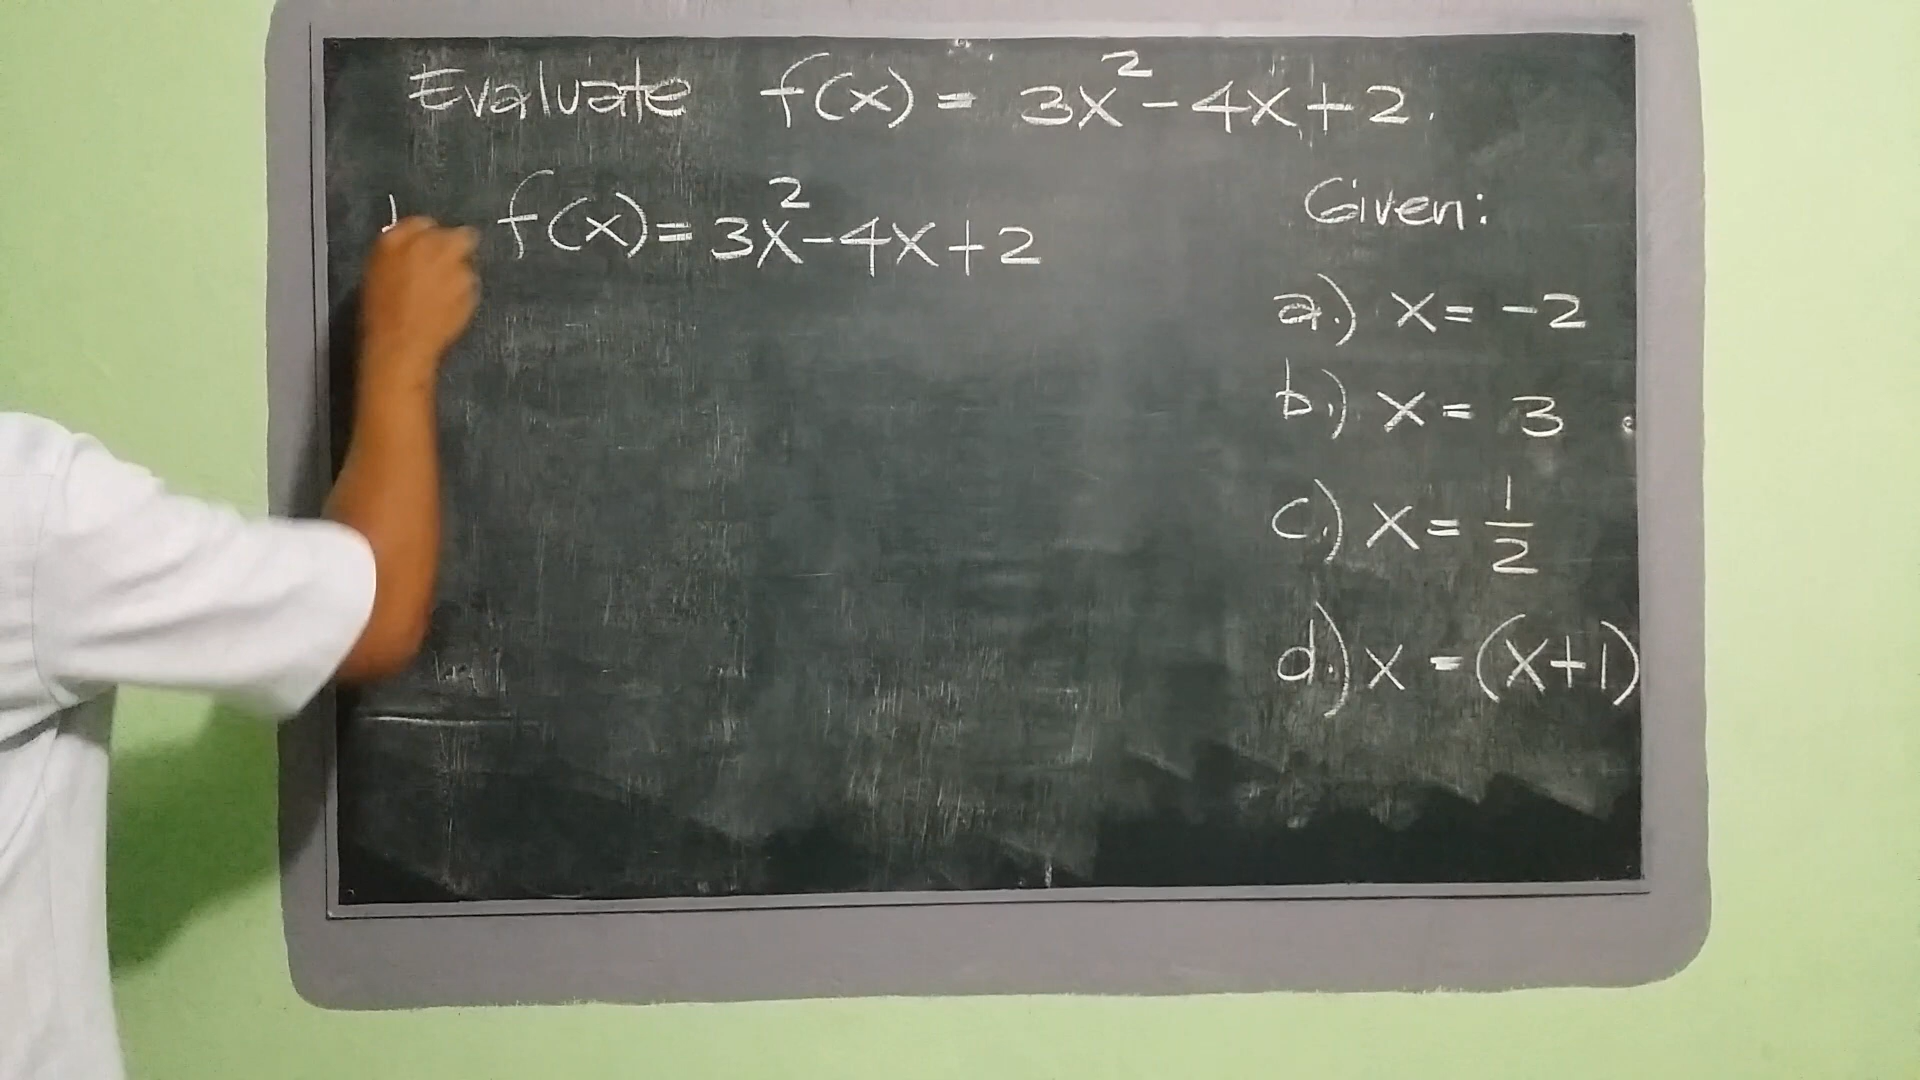 Evaluate f(x) = 3x² - 4x + 2.
f(x) = 3x² - 4x + 2
Given:
a.) x = -2
b.) x = 3
c.) x = 1/2
d.) x = (x+1)